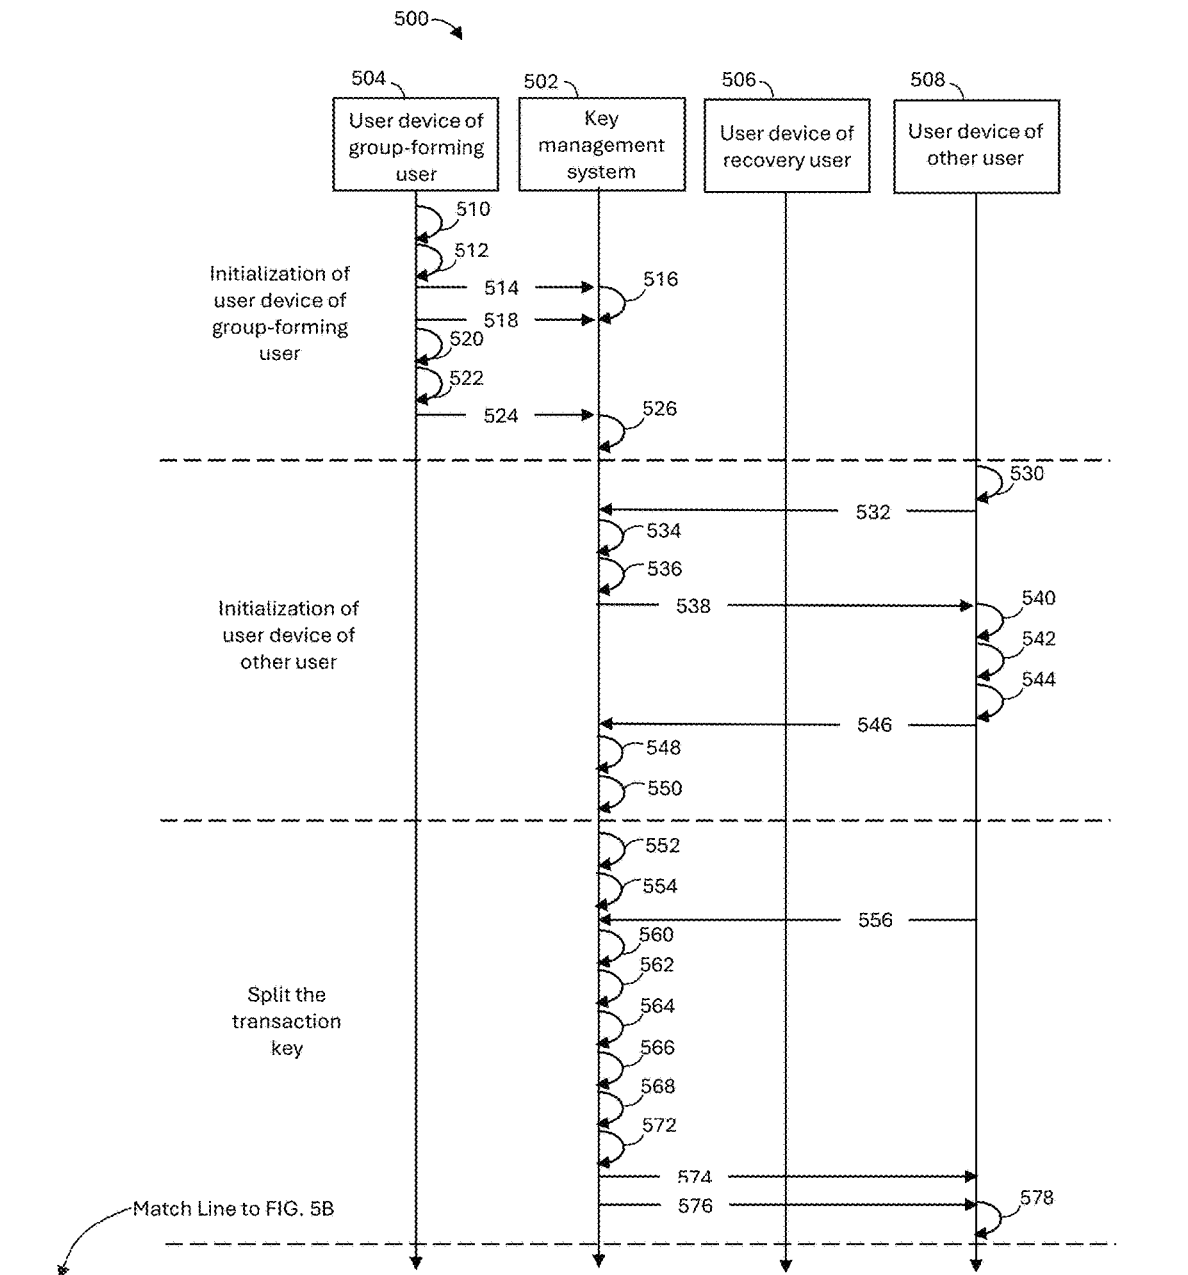 500
504
502
506
508
User device of
group-forming
user
Key
management
system
User device of
recovery user
User device of
other user
510
512
514
516
518
520
522
524
526
Initialization of
user device of
group-forming
user
530
532
534
536
538
540
542
544
546
548
550
Initialization of
user device of
other user
552
554
556
560
562
564
566
568
572
574
576
578
Split the
transaction
key
Match Line to FIG. 5B